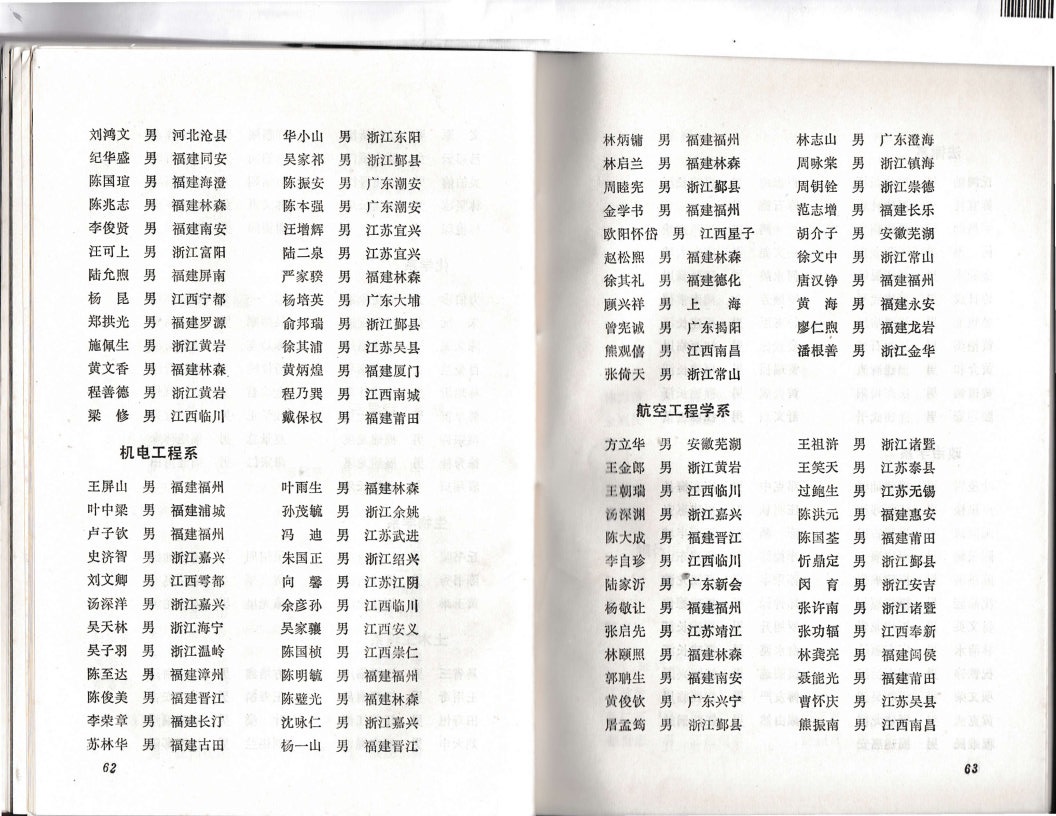 刘鸿文 男 河北沧县 华小山 男 浙江东阳
纪华盛 男 福建同安 吴家祁 男 浙江鄞县
陈国瑄 男 福建海澄 陈振安 男 广东潮安
陈兆志 男 福建林森 陈本强 男 广东潮安
李俊贤 男 福建南安 汪增辉 男 江苏宜兴
汪可上 男 浙江富阳 陆二泉 男 江苏宜兴
陆允煦 男 福建屏南 严家骙 男 福建林森
杨 昆 男 江西宁都 杨培英 男 广东大埔
郑拱光 男 福建罗源 俞邦瑞 男 浙江鄞县
施佩生 男 浙江黄岩 徐其浦 男 江苏吴县
黄文香 男 福建林森 黄炳煌 男 福建厦门
程善德 男 浙江黄岩 程乃巽 男 江西南城
梁 修 男 江西临川 戴保权 男 福建莆田
机电工程系
王屏山 男 福建福州 叶雨生 男 福建林森
叶中梁 男 福建浦城 孙茂毓 男 浙江余姚
卢子钦 男 福建福州 冯 迪 男 江苏武进
史济智 男 浙江嘉兴 朱国正 男 浙江绍兴
刘文卿 男 江西雩都 向 馨 男 江苏江阴
汤深洋 男 浙江嘉兴 余彦孙 男 江西临川
吴天林 男 浙江海宁 吴家骧 男 江西安义
吴子羽 男 浙江温岭 陈国桢 男 江西崇仁
陈至达 男 福建漳州 陈明毓 男 福建福州
陈俊美 男 福建晋江 陈璧光 男 福建林森
李荣章 男 福建长汀 沈咏仁 男 浙江嘉兴
苏林华 男 福建古田 杨一山 男 福建晋江
62
林炳镛 男 福建福州 林志山 男 广东澄海
林启兰 男 福建林森 周咏棠 男 浙江镇海
周睦宪 男 浙江鄞县 周钥铨 男 浙江崇德
金学书 男 福建福州 范志增 男 福建长乐
欧阳怀岱 男 江西星子 胡介子 男 安徽芜湖
赵松熙 男 福建林森 徐文中 男 浙江常山
徐其礼 男 福建德化 唐汉铮 男 福建福州
顾兴祥 男 上 海 黄 海 男 福建永安
曾宪诚 男 广东揭阳 廖仁煦 男 福建龙岩
熊观僖 男 江西南昌 潘根善 男 浙江金华
张倚天 男 浙江常山
航空工程学系
方立华 男 安徽芜湖 王祖浒 男 浙江诸暨
王金郎 男 浙江黄岩 王笑天 男 江苏泰县
王朝瑞 男 江西临川 过鲍生 男 江苏无锡
汤深渊 男 浙江嘉兴 陈洪元 男 福建惠安
陈大成 男 福建晋江 陈国荃 男 福建莆田
李自珍 男 江西临川 忻鼎定 男 浙江鄞县
陆家沂 男 广东新会 闵 育 男 浙江安吉
杨敬让 男 福建福州 张许南 男 浙江诸暨
张启先 男 江苏靖江 张功辐 男 江西奉新
林颐照 男 福建林森 林龚亮 男 福建闽侯
郭聃生 男 福建南安 聂能光 男 福建莆田
黄俊钦 男 广东兴宁 曹怀庆 男 江苏吴县
屠孟筠 男 浙江鄞县 熊振南 男 江西南昌
63